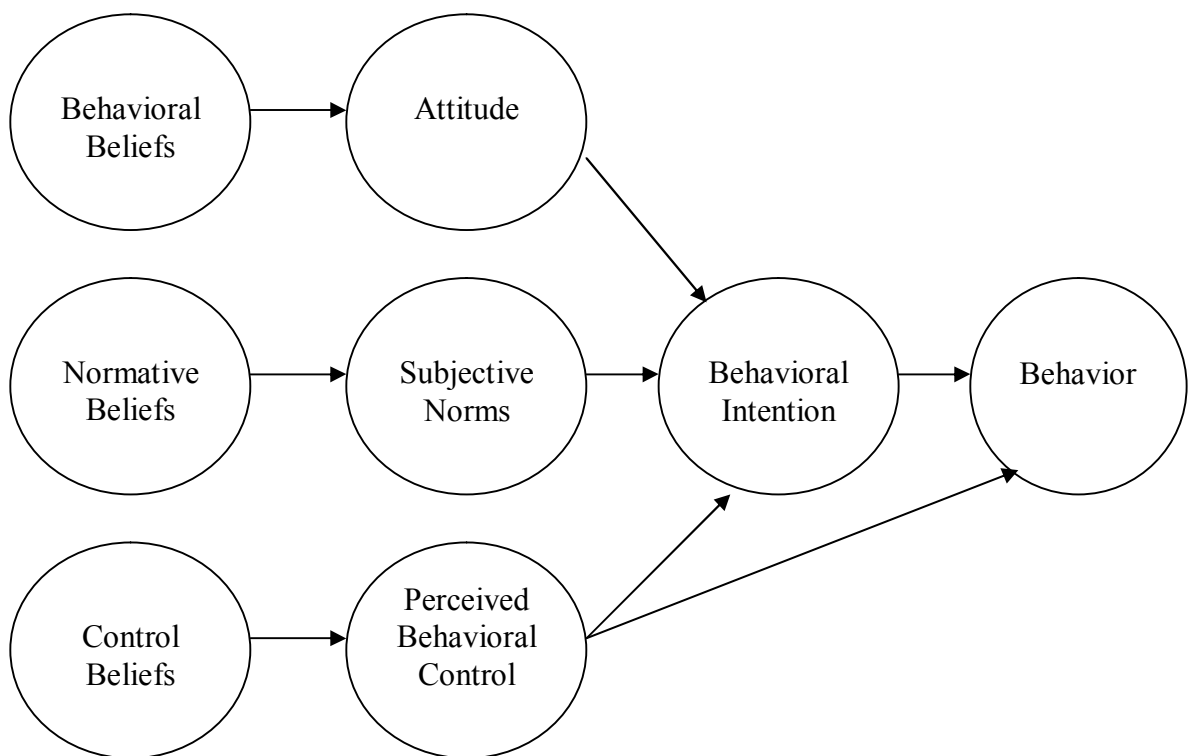 Behavioral
Beliefs
Attitude
Normative
Beliefs
Subjective
Norms
Behavioral
Intention
Behavior
Control
Beliefs
Perceived
Behavioral
Control